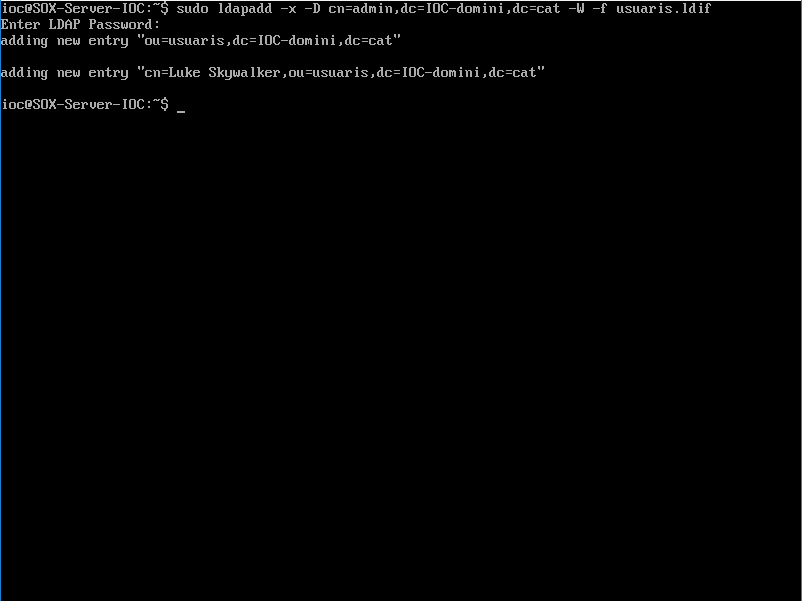 ioc@SOX-Server-IOC:~$ sudo ldapadd -x -D cn=admin,dc=IOC-domini,dc=cat -W -f usuaris.ldif
Enter LDAP Password:
adding new entry "ou=usuaris,dc=IOC-domini,dc=cat"
adding new entry "cn=Luke Skywalker,ou=usuaris,dc=IOC-domini,dc=cat"
ioc@SOX-Server-IOC:~$ _